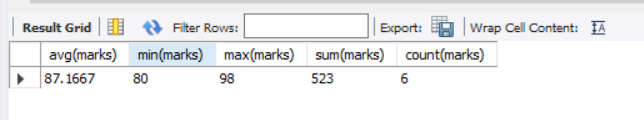 Result Grid Filter Rows: Export: Wrap Cell Content:
avg(marks) min(marks) max(marks) sum(marks) count(marks)
87.1667 80 98 523 6